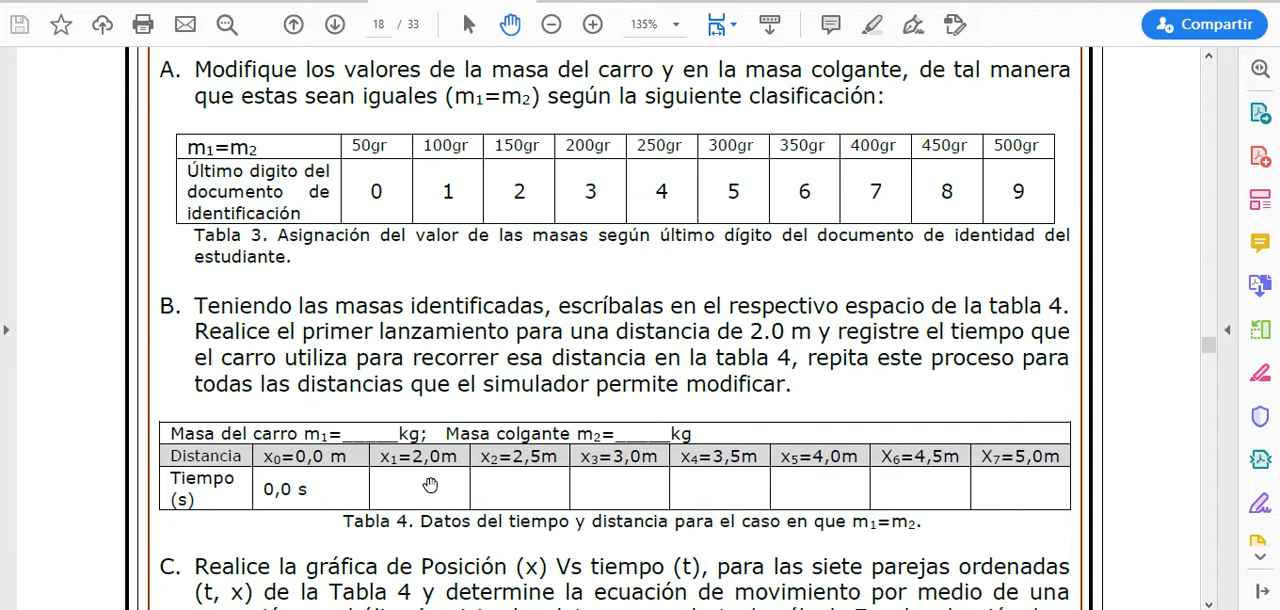 18 / 33
135%
Compartir
A. Modifique los valores de la masa del carro y en la masa colgante, de tal manera
que estas sean iguales (m₁=m₂) según la siguiente clasificación:
m₁=m₂ 50gr 100gr 150gr 200gr 250gr 300gr 350gr 400gr 450gr 500gr
Último digito del
documento de
identificación
0 1 2 3 4 5 6 7 8 9
Tabla 3. Asignación del valor de las masas según último dígito del documento de identidad del
estudiante.
B. Teniendo las masas identificadas, escríbalas en el respectivo espacio de la tabla 4.
Realice el primer lanzamiento para una distancia de 2.0 m y registre el tiempo que
el carro utiliza para recorrer esa distancia en la tabla 4, repita este proceso para
todas las distancias que el simulador permite modificar.
Masa del carro m₁=_____kg; Masa colgante m₂=_____kg
Distancia x₀=0,0 m x₁=2,0m x₂=2,5m x₃=3,0m x₄=3,5m x₅=4,0m X₆=4,5m X₇=5,0m
Tiempo
(s)
0,0 s
Tabla 4. Datos del tiempo y distancia para el caso en que m₁=m₂.
C. Realice la gráfica de Posición (x) Vs tiempo (t), para las siete parejas ordenadas
(t, x) de la Tabla 4 y determine la ecuación de movimiento por medio de una